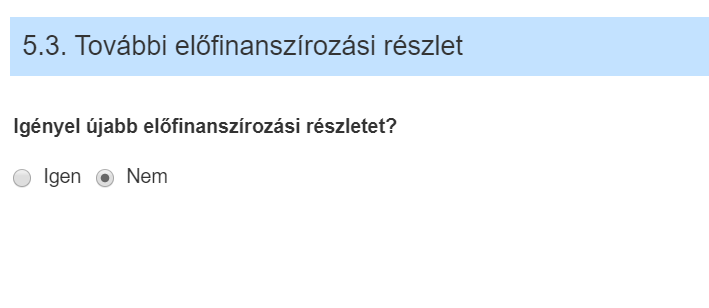 5.3. További előfinanszírozási részlet
Igényel újabb előfinanszírozási részletet?
Igen Nem